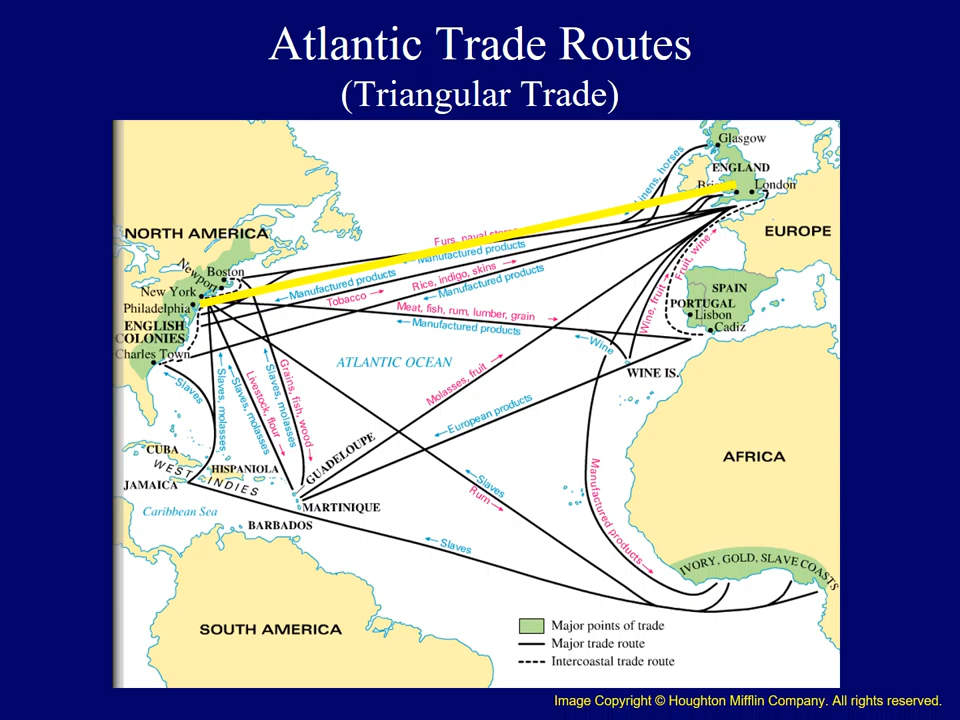 Atlantic Trade Routes
(Triangular Trade)
Glasgow
ENGLAND
London
Linens, horses
NORTH AMERICA
EUROPE
Furs, naval
Manufactured products
Fruit, wine
Newport
Boston
Manufactured products
Rice, indigo, skins
Manufactured products
SPAIN
New York
Tobacco
Wine, fruit
PORTUGAL
Philadelphia
Meat, fish, rum, lumber, grain
Lisbon
ENGLISH
COLONIES
Manufactured products
Cadiz
Charles Town
Wine
ATLANTIC OCEAN
WINE IS.
Slaves
Slaves, molasses
Livestock, flour
Slaves, molasses
Grains, fish, wood
Slaves, molasses
Molasses, fruit
European products
CUBA
WEST INDIES
HISPANIOLA
GUADELOUPE
AFRICA
JAMAICA
Slaves
Rum
Manufactured products
Caribbean Sea
MARTINIQUE
BARBADOS
Slaves
IVORY, GOLD, SLAVE COASTS
SOUTH AMERICA
Major points of trade
Major trade route
Intercoastal trade route
Image Copyright © Houghton Mifflin Company. All rights reserved.